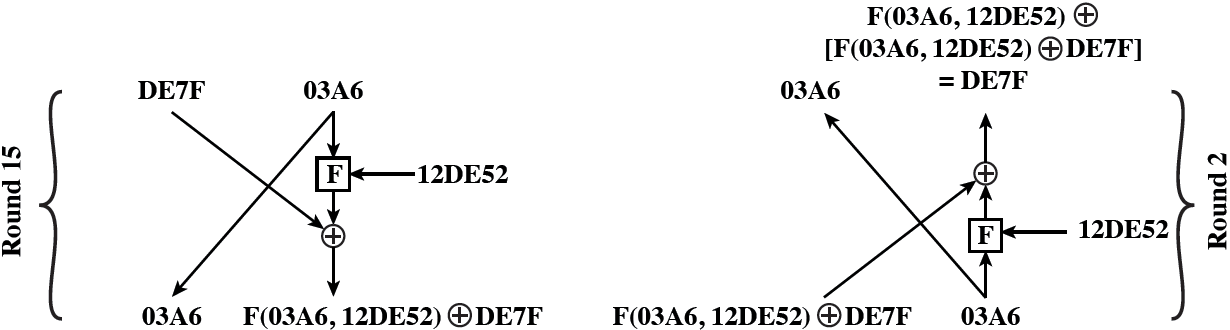 F(03A6, 12DE52) ⊕
[F(03A6, 12DE52) ⊕ DE7F]
= DE7F
DE7F 03A6
03A6
Round 15
F
12DE52
Round 2
F
12DE52
03A6 F(03A6, 12DE52) ⊕ DE7F
F(03A6, 12DE52) ⊕ DE7F 03A6